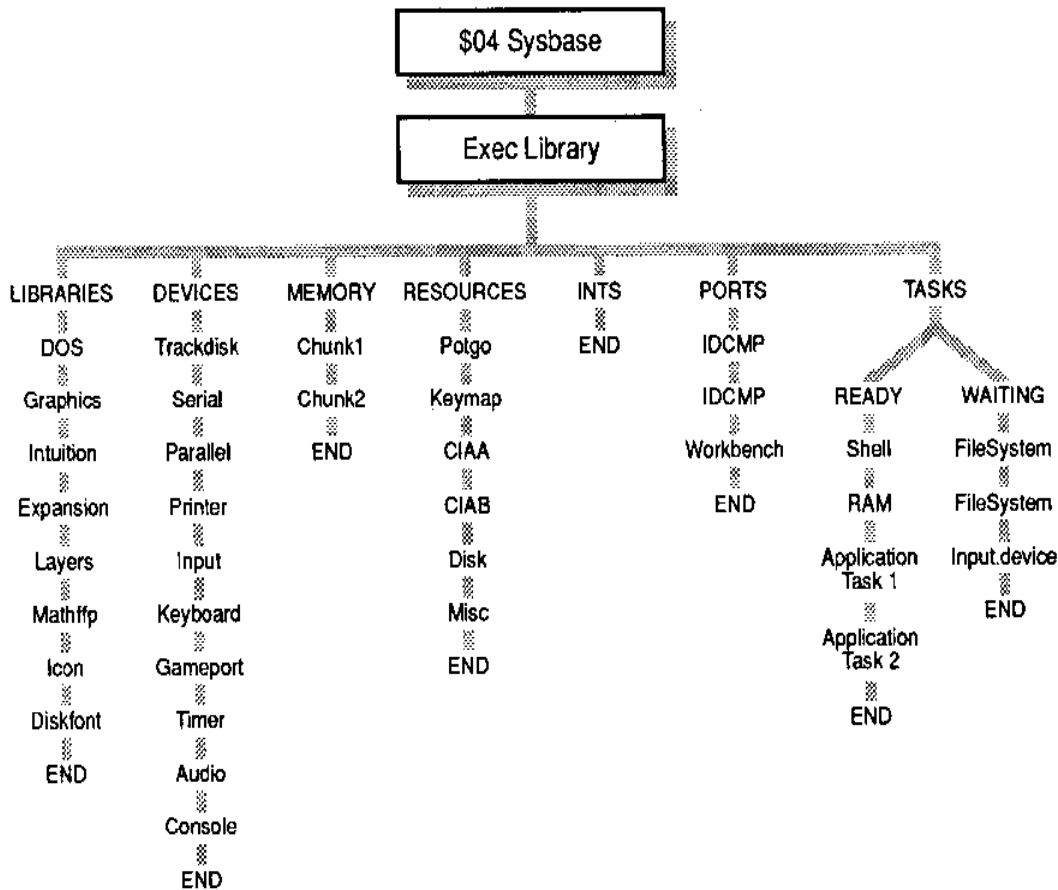 $04 Sysbase
Exec Library
LIBRARIES
DOS
Graphics
Intuition
Expansion
Layers
Mathffp
Icon
Diskfont
END
DEVICES
Trackdisk
Serial
Parallel
Printer
Input
Keyboard
Gameport
Timer
Audio
Console
END
MEMORY
Chunk1
Chunk2
END
RESOURCES
Potgo
Keymap
CIAA
CIAB
Disk
Misc
END
INTS
END
PORTS
IDCMP
IDCMP
Workbench
END
TASKS
READY
Shell
RAM
Application
Task 1
Application
Task 2
END
WAITING
FileSystem
FileSystem
Input.device
END